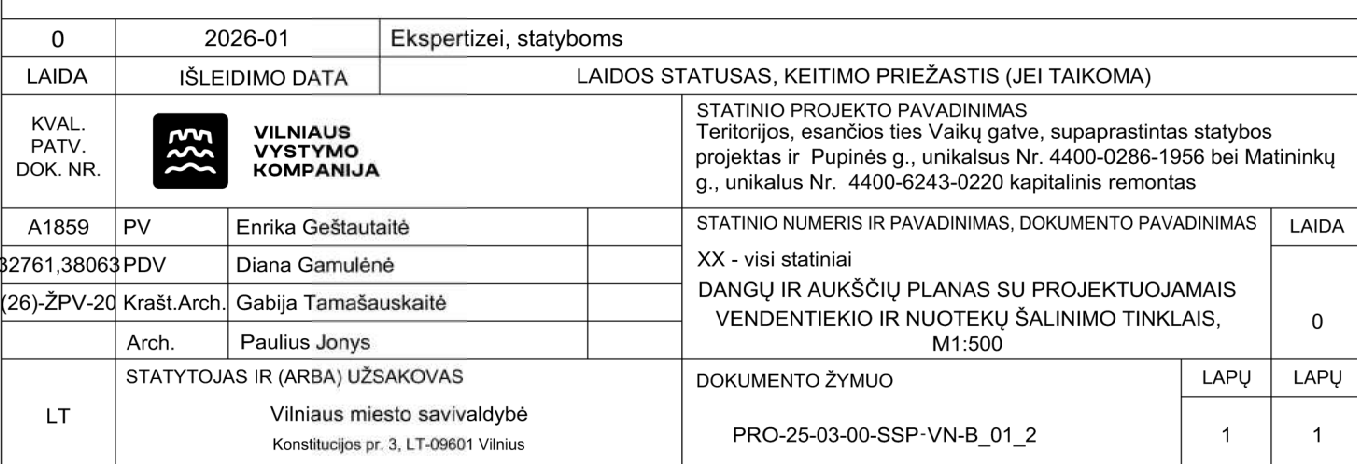 0 2026-01 Ekspertizei, statyboms
LAIDA IŠLEIDIMO DATA LAIDOS STATUSAS, KEITIMO PRIEŽASTIS (JEI TAIKOMA)
KVAL.
PATV.
DOK. NR.
VILNIAUS
VYSTYMO
KOMPANIJA
STATINIO PROJEKTO PAVADINIMAS
Teritorijos, esančios ties Vaikų gatve, supaprastintas statybos
projektas ir Pupinės g., unikalsus Nr. 4400-0286-1956 bei Matininkų
g., unikalus Nr. 4400-6243-0220 kapitalinis remontas
A1859 PV Enrika Geštautaitė
32761,38063 PDV Diana Gamulėnė
(26)-ŽPV-20 Krašt.Arch. Gabija Tamašauskaitė
Arch. Paulius Jonys
STATINIO NUMERIS IR PAVADINIMAS, DOKUMENTO PAVADINIMAS
XX - visi statiniai
DANGŲ IR AUKŠČIŲ PLANAS SU PROJEKTUOJAMAIS
VENDENTIEKIO IR NUOTEKŲ ŠALINIMO TINKLAIS,
M1:500
LAIDA
0
LT
STATYTOJAS IR (ARBA) UŽSAKOVAS
Vilniaus miesto savivaldybė
Konstitucijos pr. 3, LT-09601 Vilnius
DOKUMENTO ŽYMUO
PRO-25-03-00-SSP-VN-B_01_2
LAPŲ LAPŲ
1 1